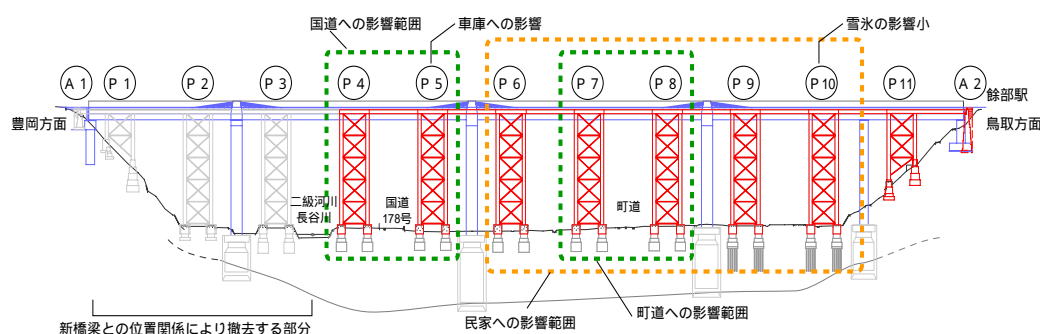 国道への影響範囲
車庫への影響
雪氷の影響小
A 1
P 1
P 2
P 3
P 4
P 5
P 6
P 7
P 8
P 9
P10
P11
A 2
餘部駅
豊岡方面
鳥取方面
二級河川
長谷川
国道
178号
町道
新橋梁との位置関係により撤去する部分
民家への影響範囲
町道への影響範囲